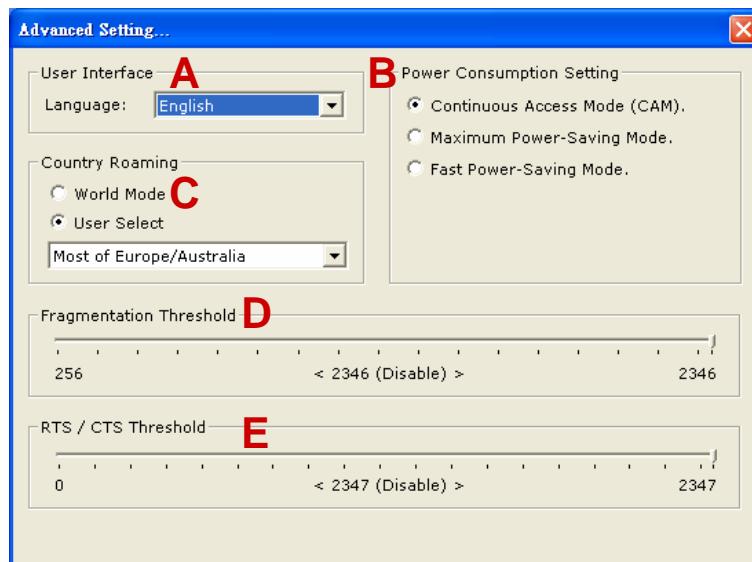 Advanced Setting...
User Interface A
Language: English
Country Roaming
World Mode C
User Select
Most of Europe/Australia
B Power Consumption Setting
Continuous Access Mode (CAM).
Maximum Power-Saving Mode.
Fast Power-Saving Mode.
Fragmentation Threshold D
256 < 2346 (Disable) > 2346
RTS / CTS Threshold E
0 < 2347 (Disable) > 2347